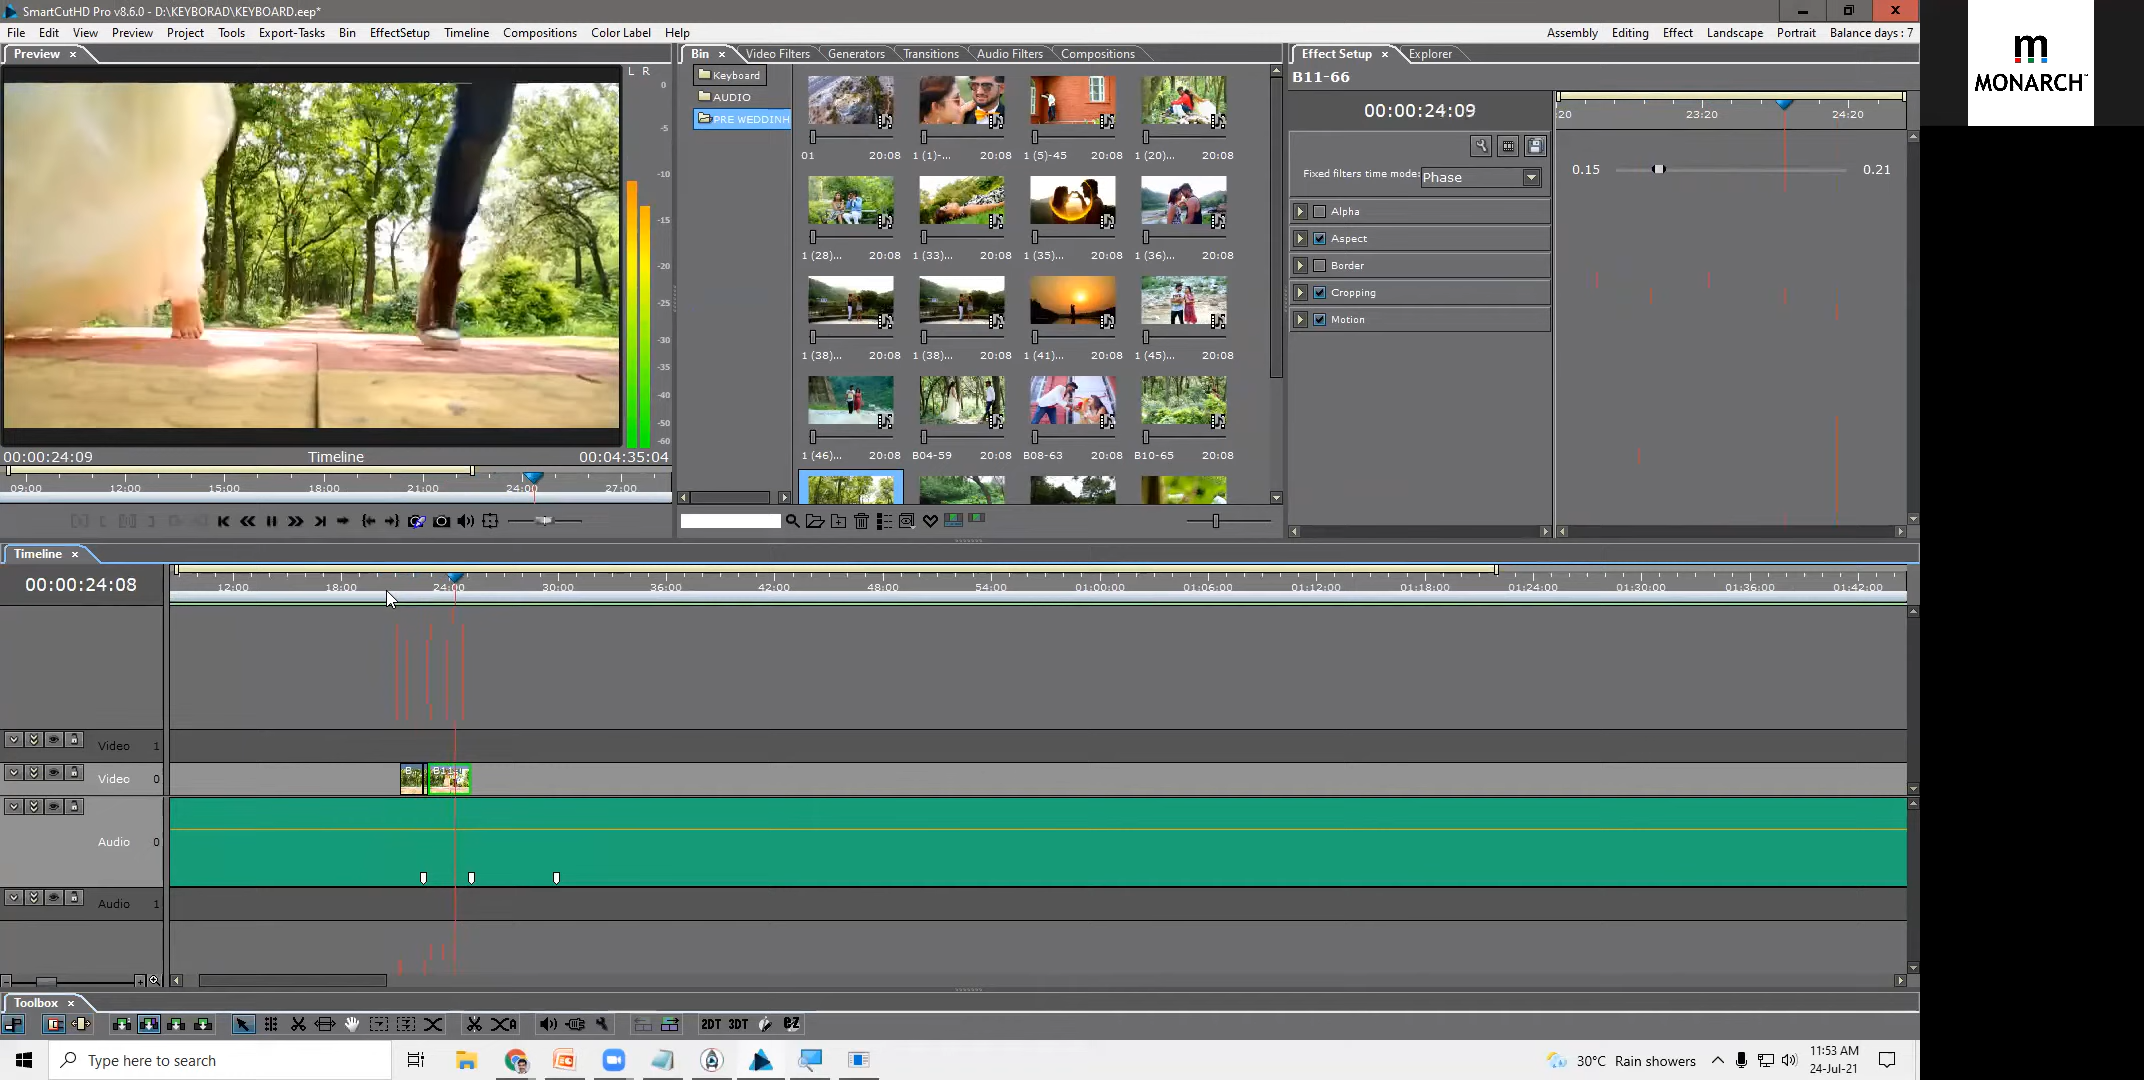 SmartCutHD Pro v8.6.0 - D:\KEYBORAD\KEYBOARD.eep*
File Edit View Preview Project Tools Export-Tasks Bin EffectSetup Timeline Compositions Color Label Help
Assembly Editing Effect Landscape Portrait Balance days : 7
MONARCH
Preview
L R
0
-5
-10
-15
-20
-25
-30
-35
-40
-50
-60
00:00:24:09 Timeline 00:04:35:04
09:00 12:00 15:00 18:00 21:00 24:00 27:00
Bin Video Filters Generators Transitions Audio Filters Compositions
Keyboard
AUDIO
PRE WEDDINH
01 20:08 1 (1)-... 20:08 1 (5)-45 20:08 1 (20)... 20:08
1 (28)... 20:08 1 (33)... 20:08 1 (35)... 20:08 1 (36)... 20:08
1 (38)... 20:08 1 (38)... 20:08 1 (41)... 20:08 1 (45)... 20:08
1 (46)... 20:08 B04-59 20:08 B08-63 20:08 B10-65 20:08
Effect Setup Explorer
B11-66
00:00:24:09
:20 23:20 24:20
Fixed filters time mode: Phase
0.15 0.21
Alpha
Aspect
Border
Cropping
Motion
Timeline
00:00:24:08
12:00 18:00 24:00 30:00 36:00 42:00 48:00 54:00 01:00:00 01:06:00 01:12:00 01:18:00 01:24:00 01:30:00 01:36:00 01:42:00
Video 1
Video 0
Audio 0
Audio 1
Toolbox
2DT 3DT eZ
Type here to search
30°C Rain showers
11:53 AM
24-Jul-21